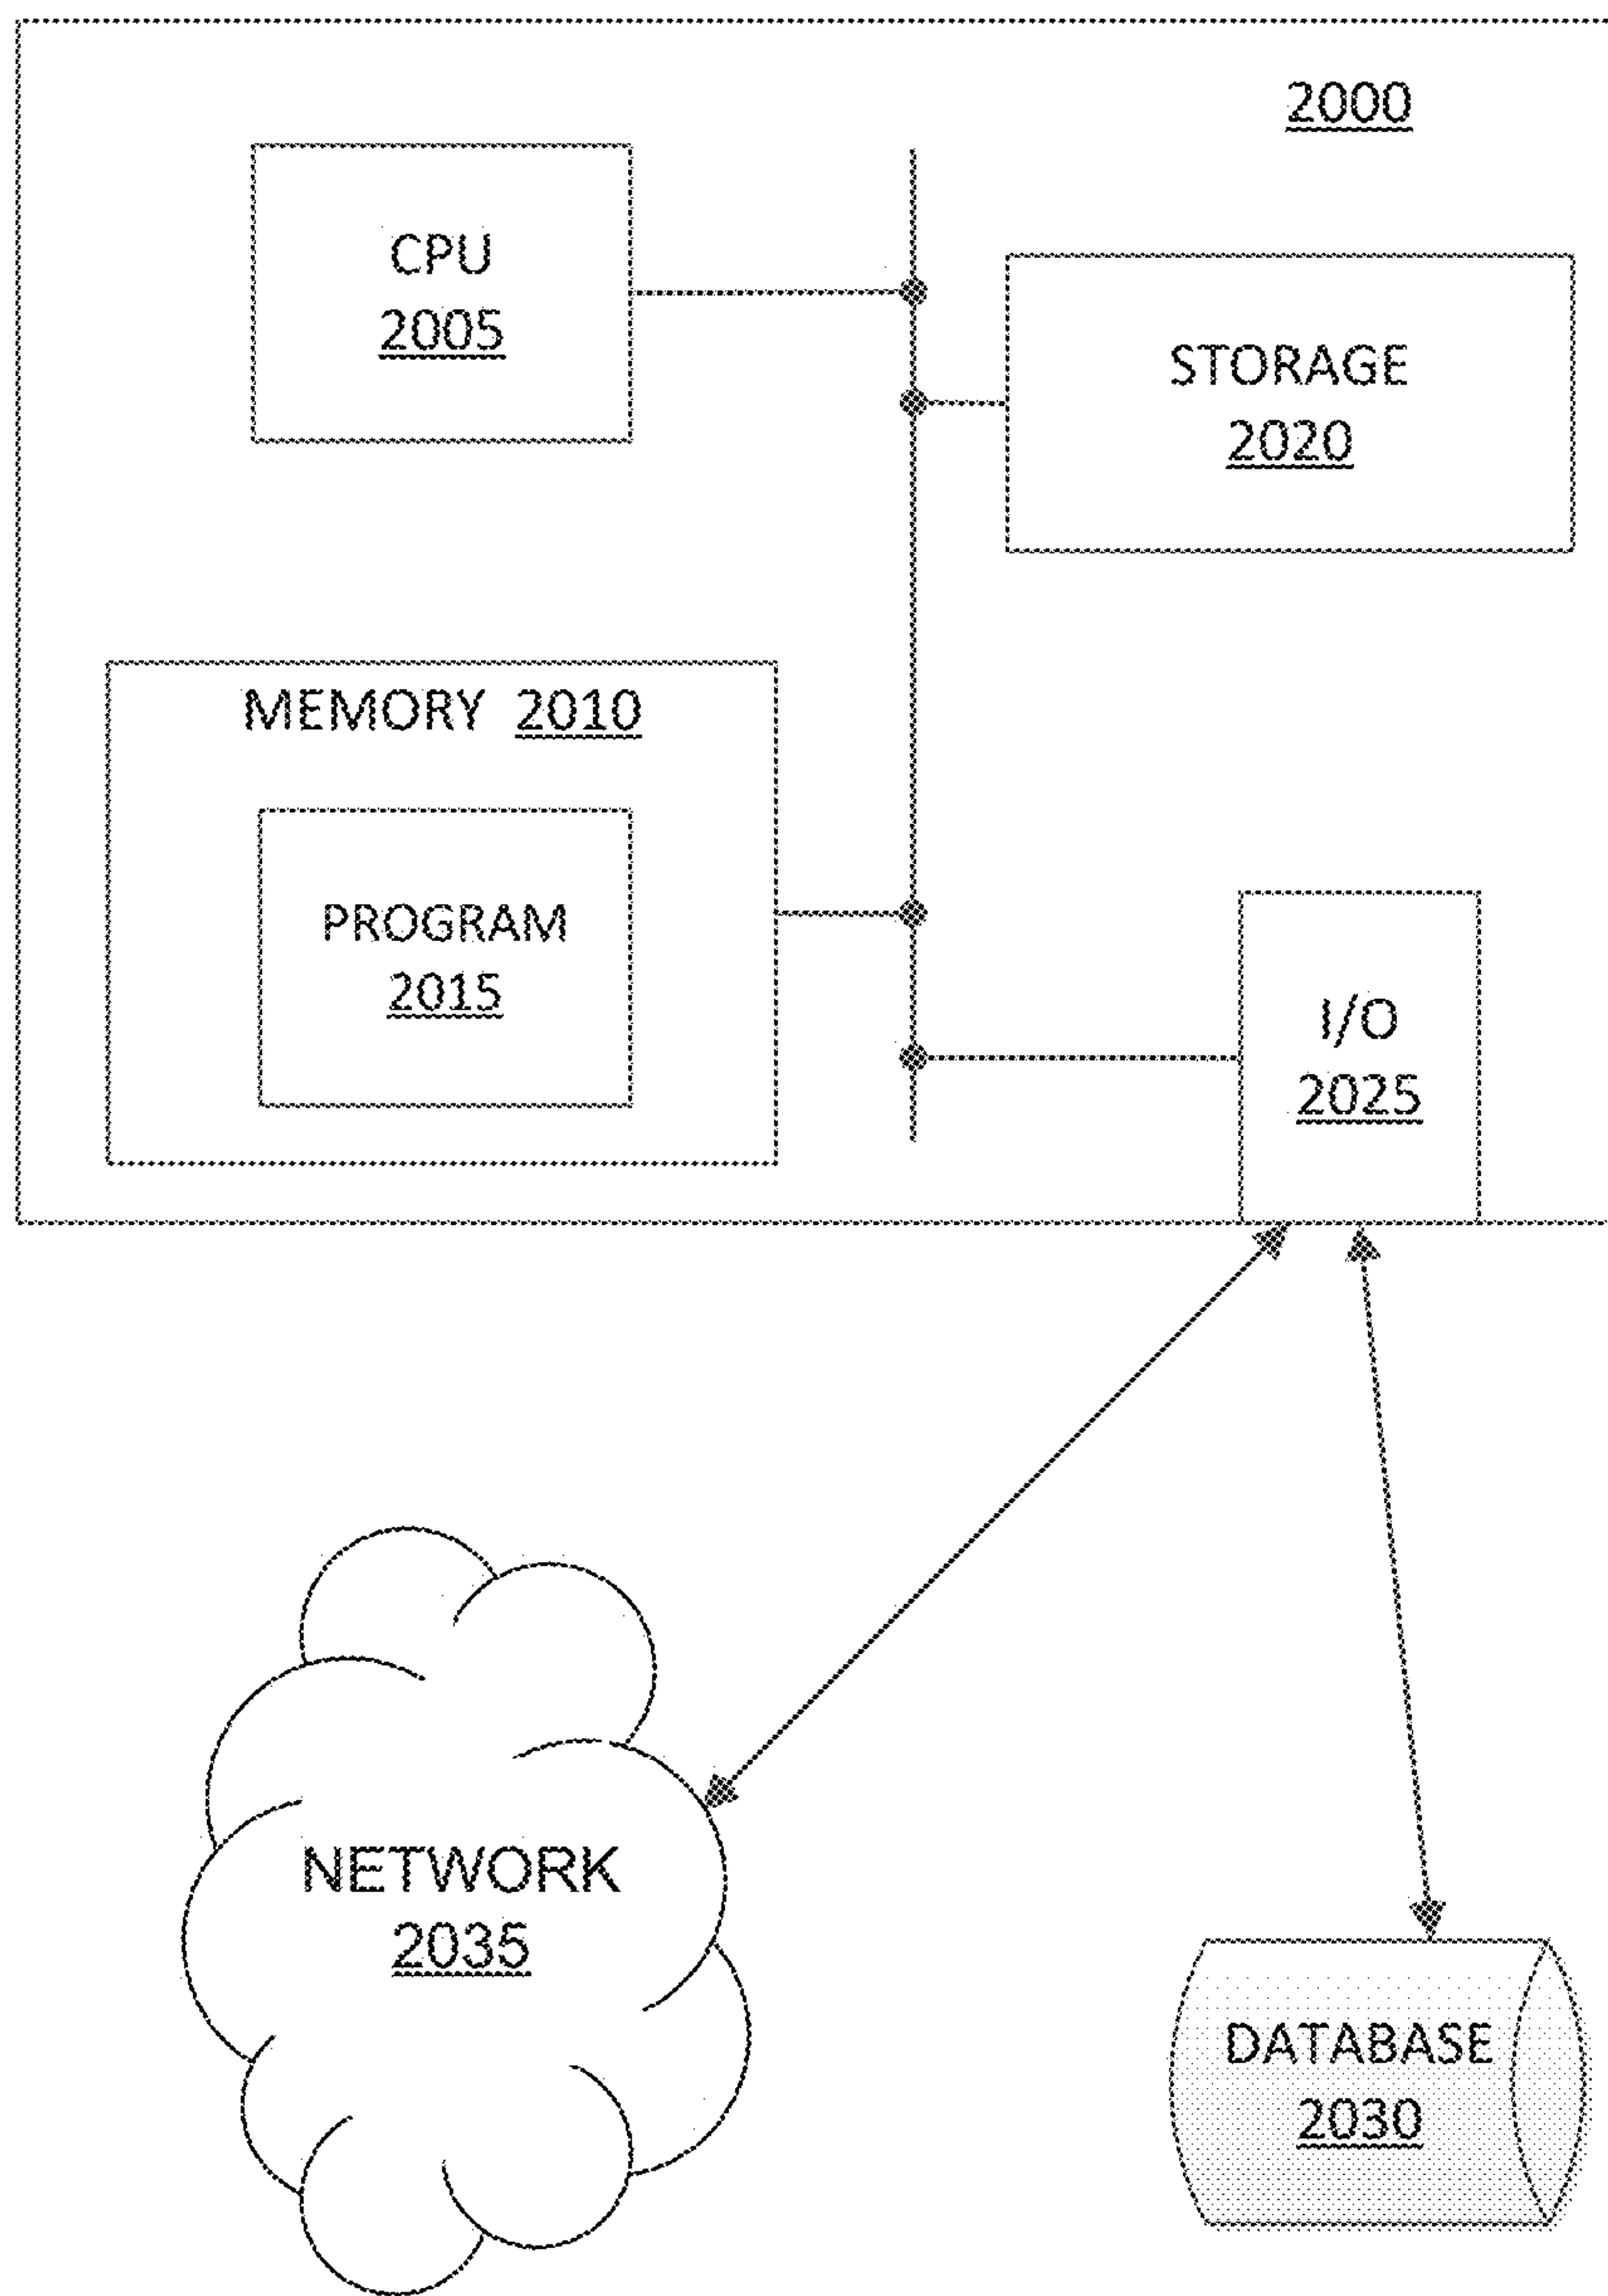 2000
CPU
2005
STORAGE
2020
MEMORY 2010
PROGRAM
2015
I/O
2025
NETWORK
2035
DATABASE
2030